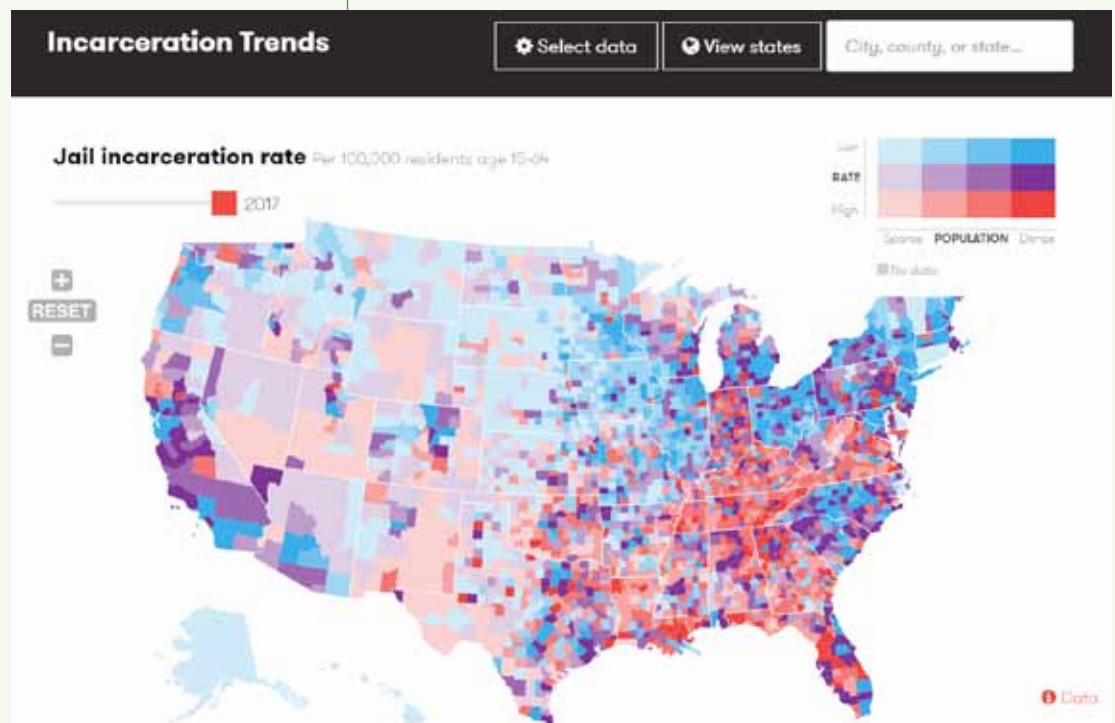 Incarceration Trends
Select data
View states
City, county, or state...
Jail incarceration rate Per 100,000 residents age 15-64
2017
RESET
Low
RATE
High
Sparse POPULATION Dense
No data
Data